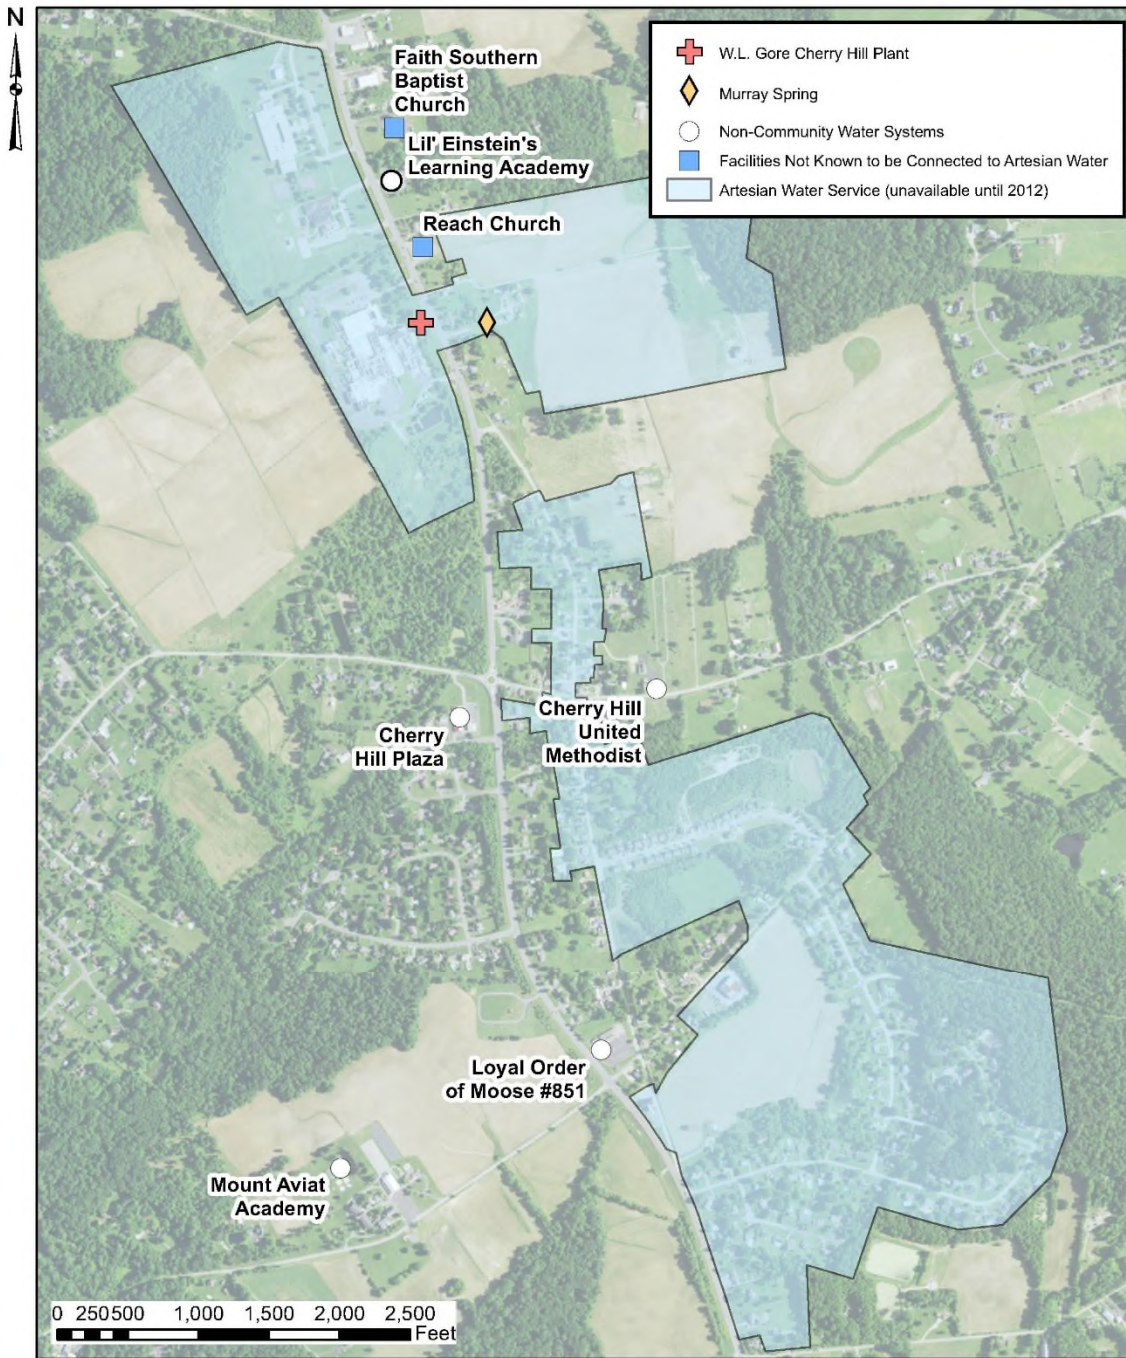 N
W.L. Gore Cherry Hill Plant
Murray Spring
Non-Community Water Systems
Facilities Not Known to be Connected to Artesian Water
Artesian Water Service (unavailable until 2012)
Faith Southern
Baptist
Church
Lil' Einstein's
Learning Academy
Reach Church
Cherry Hill
United
Methodist
Cherry
Hill Plaza
Loyal Order
of Moose #851
Mount Aviat
Academy
0 250 500 1,000 1,500 2,000 2,500
Feet